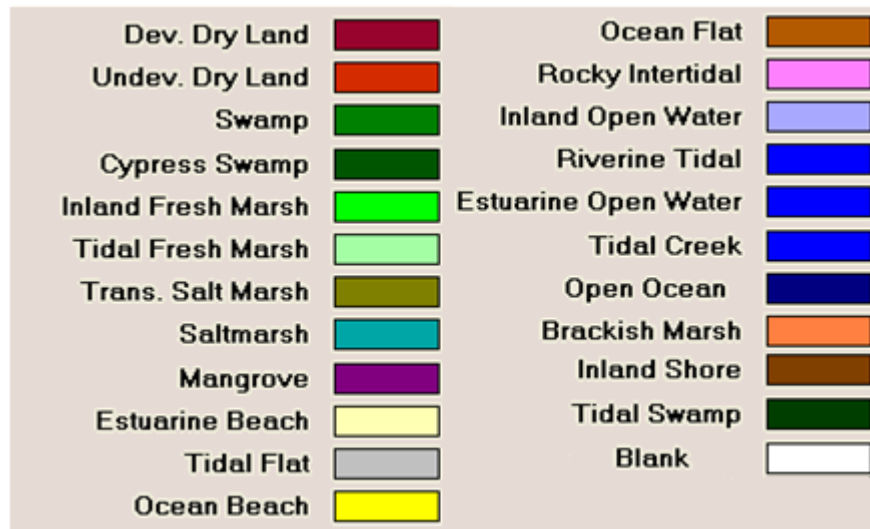 Dev. Dry Land
Undev. Dry Land
Swamp
Cypress Swamp
Inland Fresh Marsh
Tidal Fresh Marsh
Trans. Salt Marsh
Saltmarsh
Mangrove
Estuarine Beach
Tidal Flat
Ocean Beach
Ocean Flat
Rocky Intertidal
Inland Open Water
Riverine Tidal
Estuarine Open Water
Tidal Creek
Open Ocean
Brackish Marsh
Inland Shore
Tidal Swamp
Blank